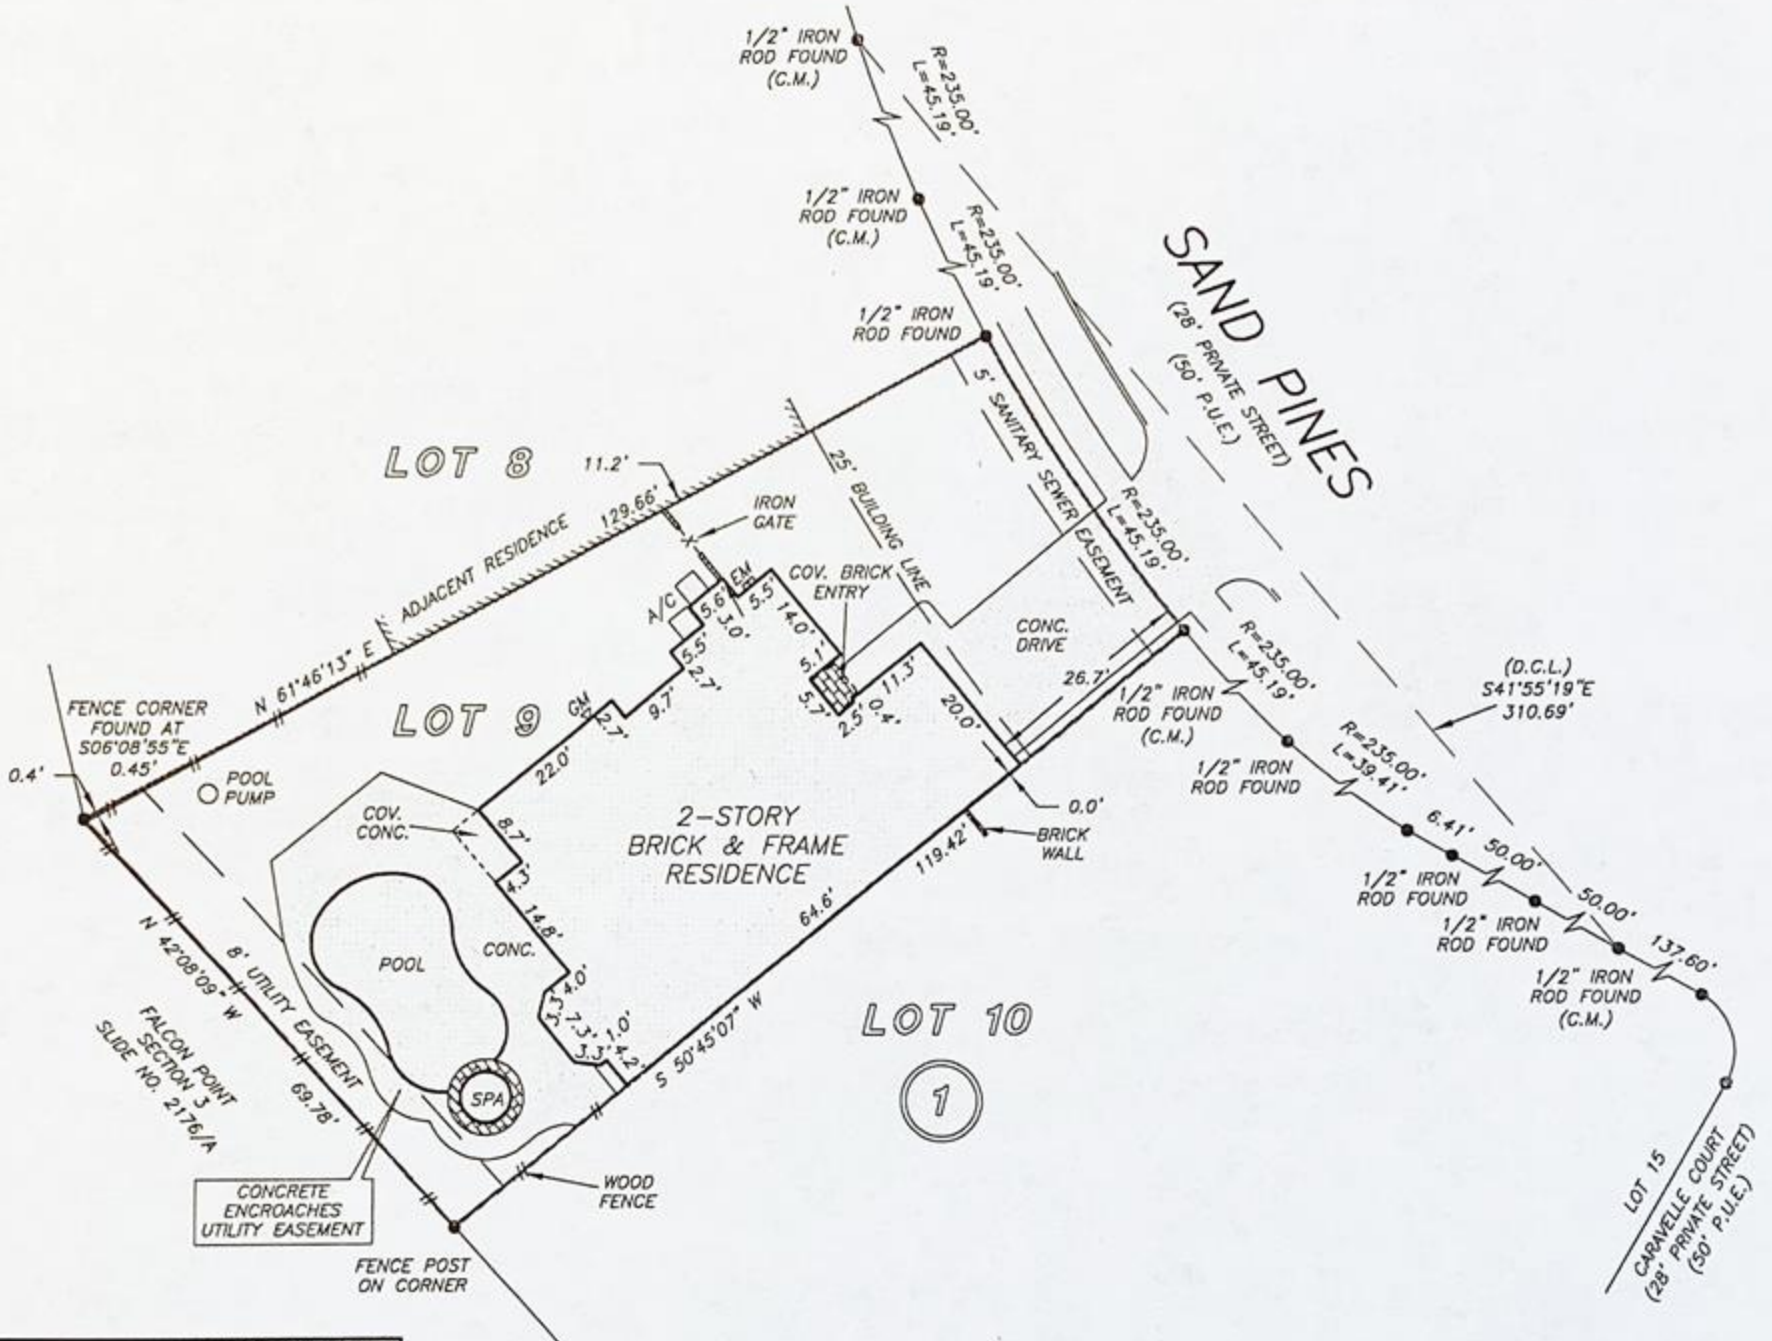 1/2" IRON
ROD FOUND
(C.M.)
R=235.00'
L=45.19'
1/2" IRON
ROD FOUND
(C.M.)
R=235.00'
L=45.19'
SAND PINES
(28' PRIVATE STREET)
(50' P.U.E.)
1/2" IRON
ROD FOUND
5' SANITARY SEWER EASEMENT
LOT 8
11.2'
129.66'
IRON
GATE
X
25' BUILDING LINE
R=235.00'
L=45.19'
ADJACENT RESIDENCE
COV. BRICK
ENTRY
EM
5.5'
14.0'
A/C
5.6'
3.0'
CONC.
DRIVE
5.1'
5.5'
2.7'
5.7'
11.3'
0.4'
2.5'
26.7'
20.0'
R=235.00'
L=45.19'
(D.C.L.)
S41°55'19"E
310.69'
N 61°46'13" E
LOT 9
GM
2.7'
9.7'
1/2" IRON
ROD FOUND
(C.M.)
FENCE CORNER
FOUND AT
S06°08'55"E
0.45'
0.4'
POOL
PUMP
22.0'
1/2" IRON
ROD FOUND
R=235.00'
L=39.41'
COV.
CONC.
8.7'
2-STORY
BRICK & FRAME
RESIDENCE
0.0'
BRICK
WALL
119.42'
6.41'
50.00'
4.3'
64.6'
1/2" IRON
ROD FOUND
50.00'
14.8'
1/2" IRON
ROD FOUND
N 42°08'09" W
8' UTILITY EASEMENT
POOL
CONC.
137.60'
1/2" IRON
ROD FOUND
(C.M.)
4.0'
3.3'
7.3'
1.0'
3.3'
4.2'
S 50°45'07" W
LOT 10
1
FALCON POINT
SECTION 3
SLIDE NO. 2176/A
69.78'
SPA
CONCRETE
ENCROACHES
UTILITY EASEMENT
WOOD
FENCE
FENCE POST
ON CORNER
LOT 15
CARAVELLE COURT
(28' PRIVATE STREET)
(50' P.U.E.)